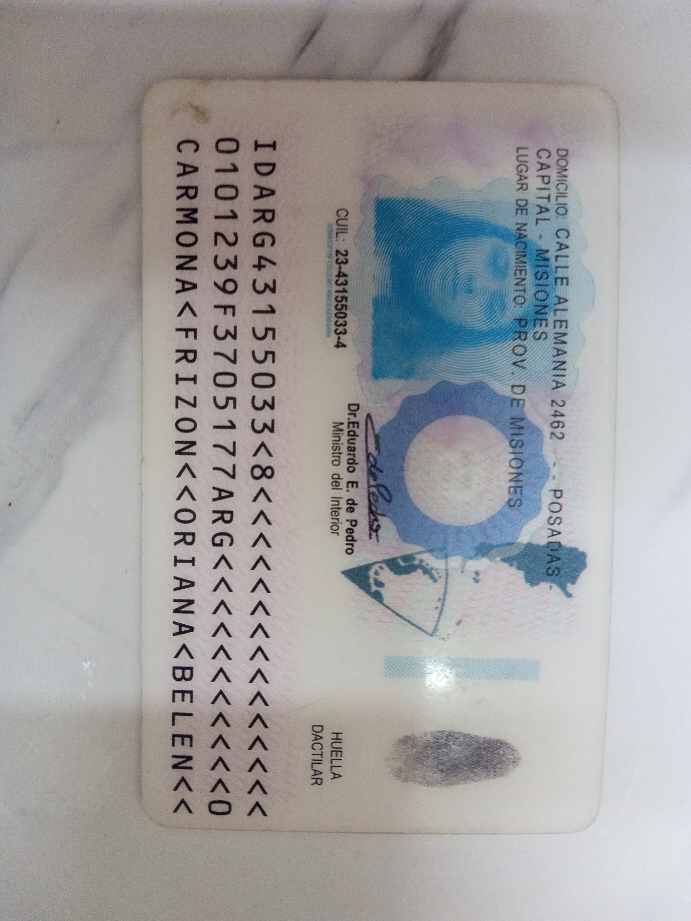 DOMICILIO: CALLE ALEMANIA 2462 - - POSADAS -
CAPITAL - MISIONES
LUGAR DE NACIMIENTO: PROV. DE MISIONES
CUIL: 23-43155033-4
Dr. Eduardo E. de Pedro
Ministro del Interior
HUELLA
DACTILAR
IDARG43155033<8<<<<<<<<<<<<<<<
0101239F3705177ARG<<<<<<<<<<<0
CARMONA<FRIZON<<ORIANA<BELEN<<